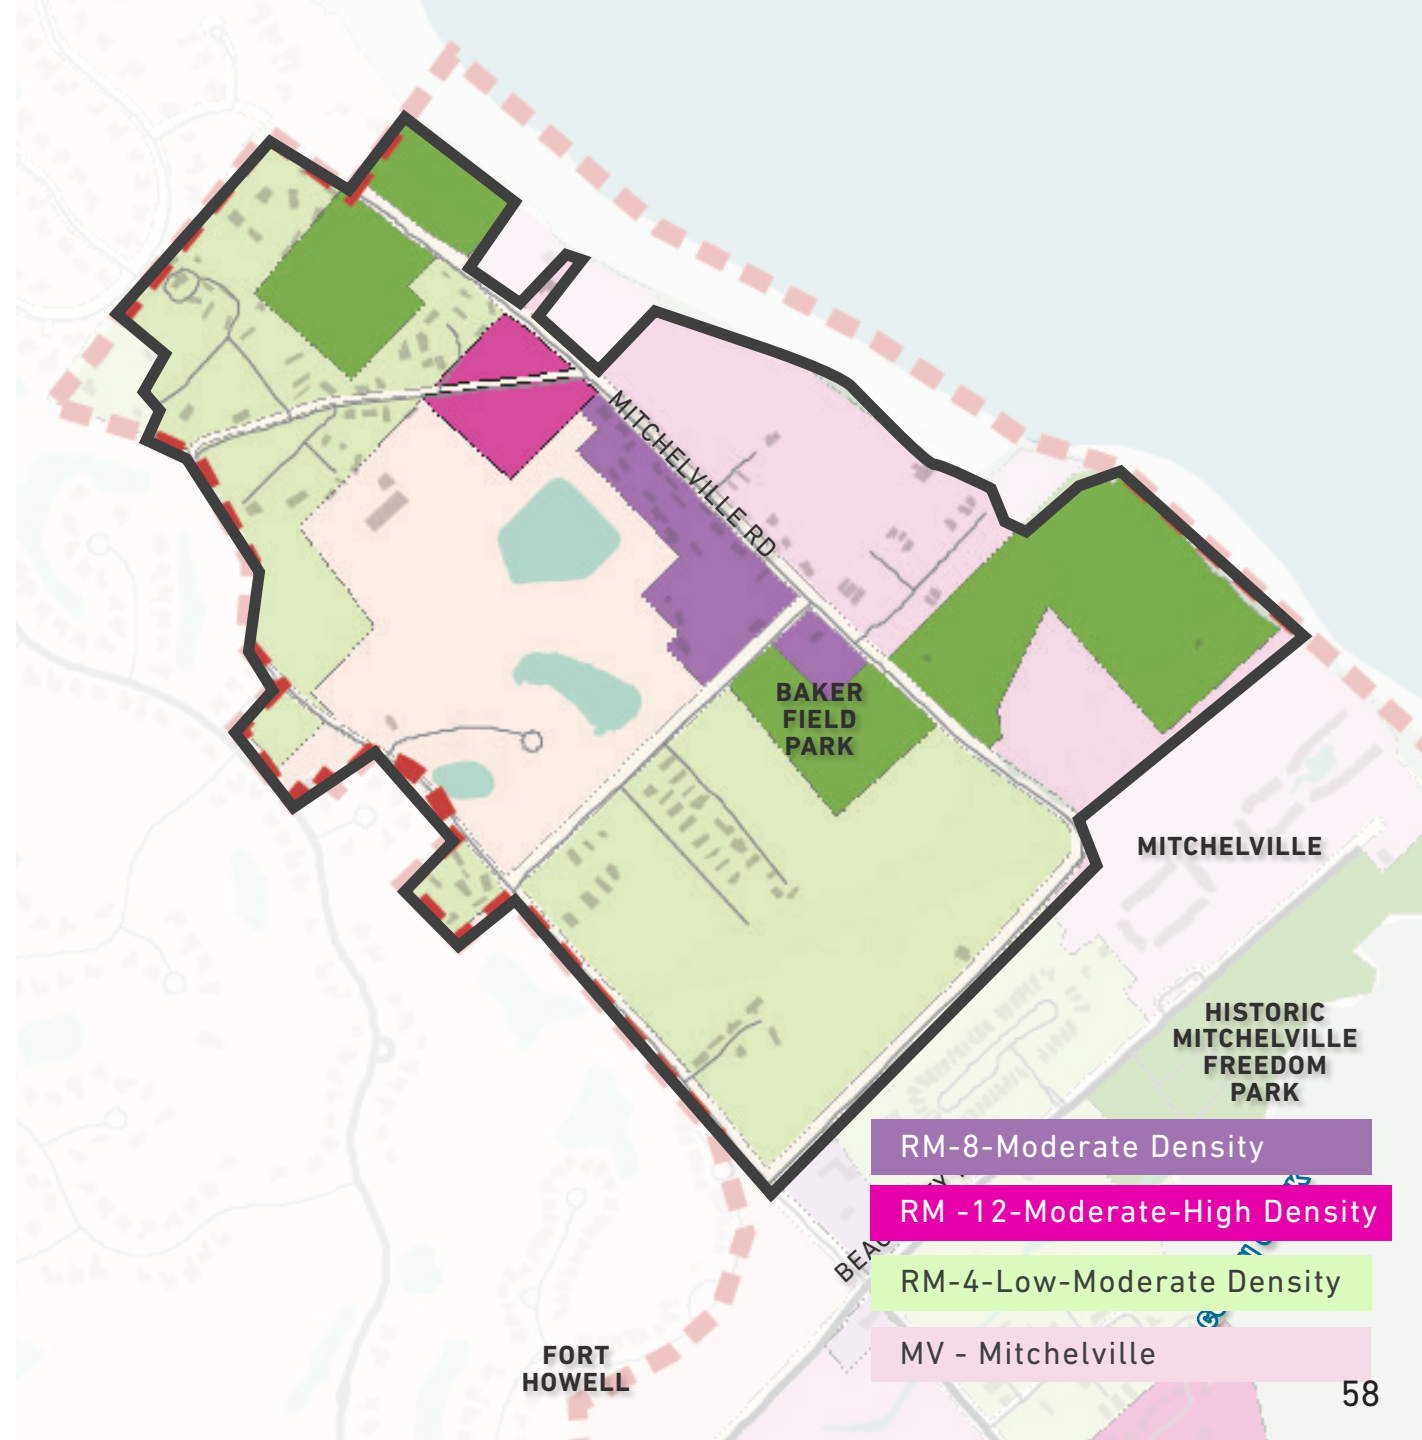 MITCHELVILLE RD
BAKER
FIELD
PARK
MITCHELVILLE
HISTORIC
MITCHELVILLE
FREEDOM
PARK
RM-8-Moderate Density
RM -12-Moderate-High Density
RM-4-Low-Moderate Density
MV - Mitchelville
FORT
HOWELL
58